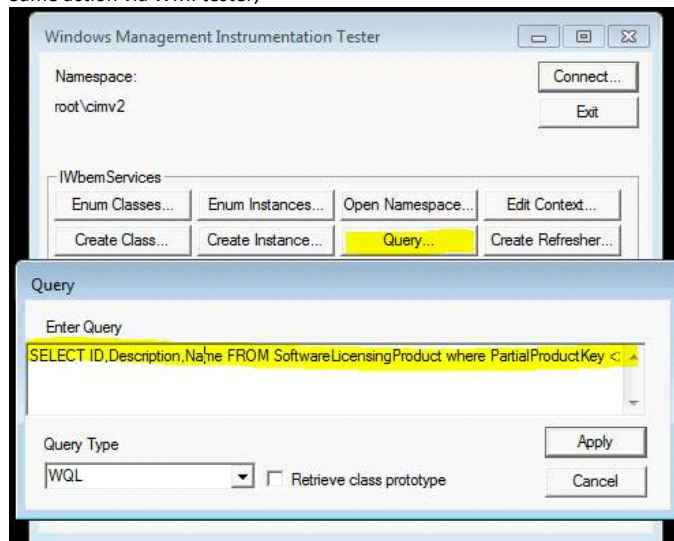 same action via WMI tester)
Windows Management Instrumentation Tester
Namespace:
Connect...
root\cimv2
Exit
IWbemServices
Enum Classes... Enum Instances... Open Namespace... Edit Context...
Create Class... Create Instance... Query... Create Refresher...
Query
Enter Query
SELECT ID,Description,Name FROM SoftwareLicensingProduct where PartialProductKey <
Query Type
Apply
WQL Retrieve class prototype Cancel